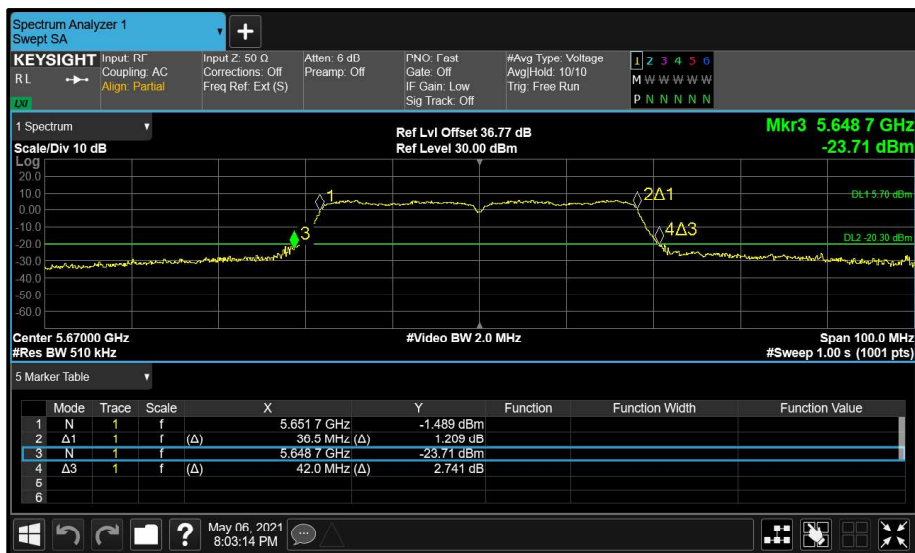 Spectrum Analyzer 1
Swept SA
KEYSIGHT
RL
LXI
Input: RF
Coupling: AC
Align: Partial
Input Z: 50 Ω
Corrections: Off
Freq Ref: Ext (S)
Atten: 6 dB
Preamp: Off
PNO: Fast
Gate: Off
IF Gain: Low
Sig Track: Off
#Avg Type: Voltage
Avg|Hold: 10/10
Trig: Free Run
1 2 3 4 5 6
M W W W W W
P N N N N N
1 Spectrum
Scale/Div 10 dB
Ref Lvl Offset 36.77 dB
Ref Level 30.00 dBm
Mkr3 5.648 7 GHz
-23.71 dBm
Log
20.0
10.0
0.00
-10.0
-20.0
-30.0
-40.0
-50.0
-60.0
1
2Δ1
3
4Δ3
DL1 5.70 dBm
DL2 -20.30 dBm
Center 5.67000 GHz
#Video BW 2.0 MHz
Span 100.0 MHz
#Res BW 510 kHz
#Sweep 1.00 s (1001 pts)
5 Marker Table
Mode Trace Scale X Y Function Function Width Function Value
1 N 1 f 5.651 7 GHz -1.489 dBm
2 Δ1 1 f (Δ) 36.5 MHz (Δ) 1.209 dB
3 N 1 f 5.648 7 GHz -23.71 dBm
4 Δ3 1 f (Δ) 42.0 MHz (Δ) 2.741 dB
5
6
?
May 06, 2021
8:03:14 PM